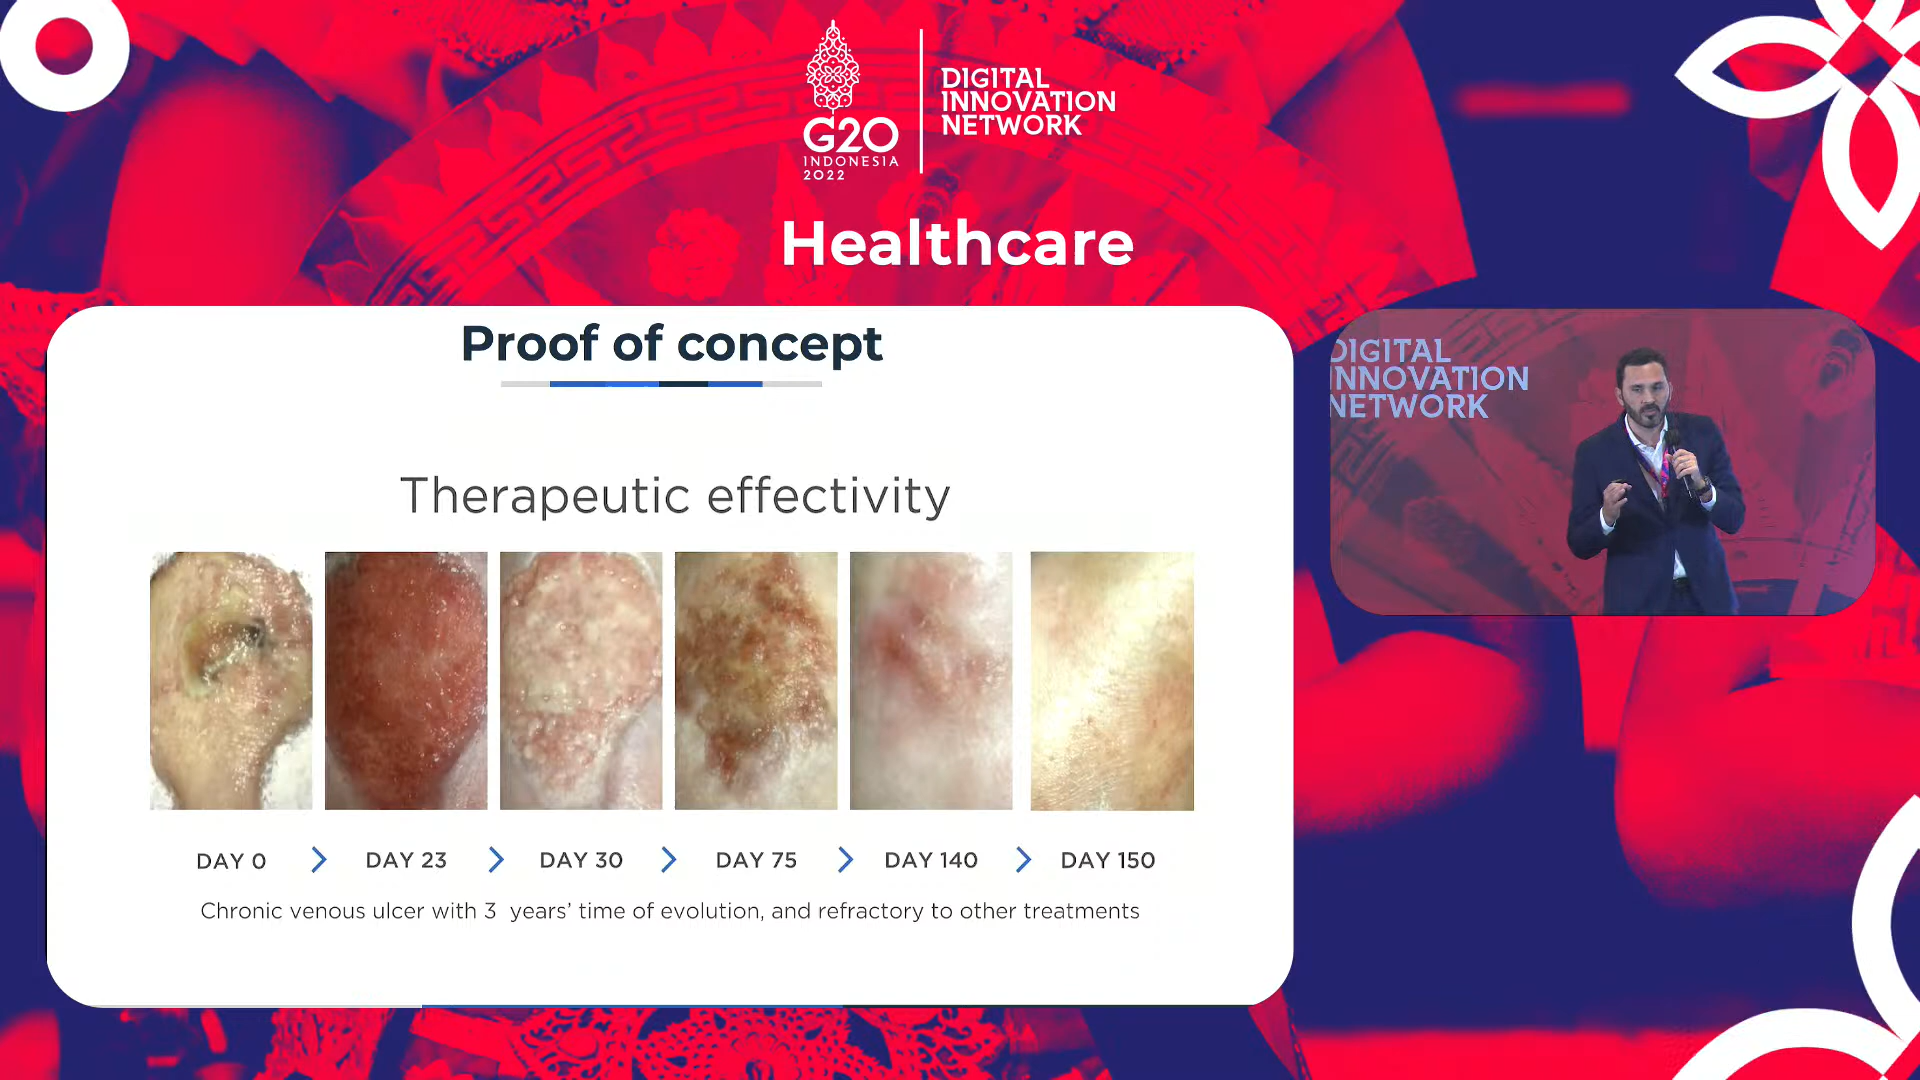 G20
INDONESIA
2022
DIGITAL
INNOVATION
NETWORK
Healthcare
Proof of concept
Therapeutic effectivity
DAY 0
DAY 23
DAY 30
DAY 75
DAY 140
DAY 150
Chronic venous ulcer with 3 years’ time of evolution, and refractory to other treatments
DIGITAL
INNOVATION
NETWORK